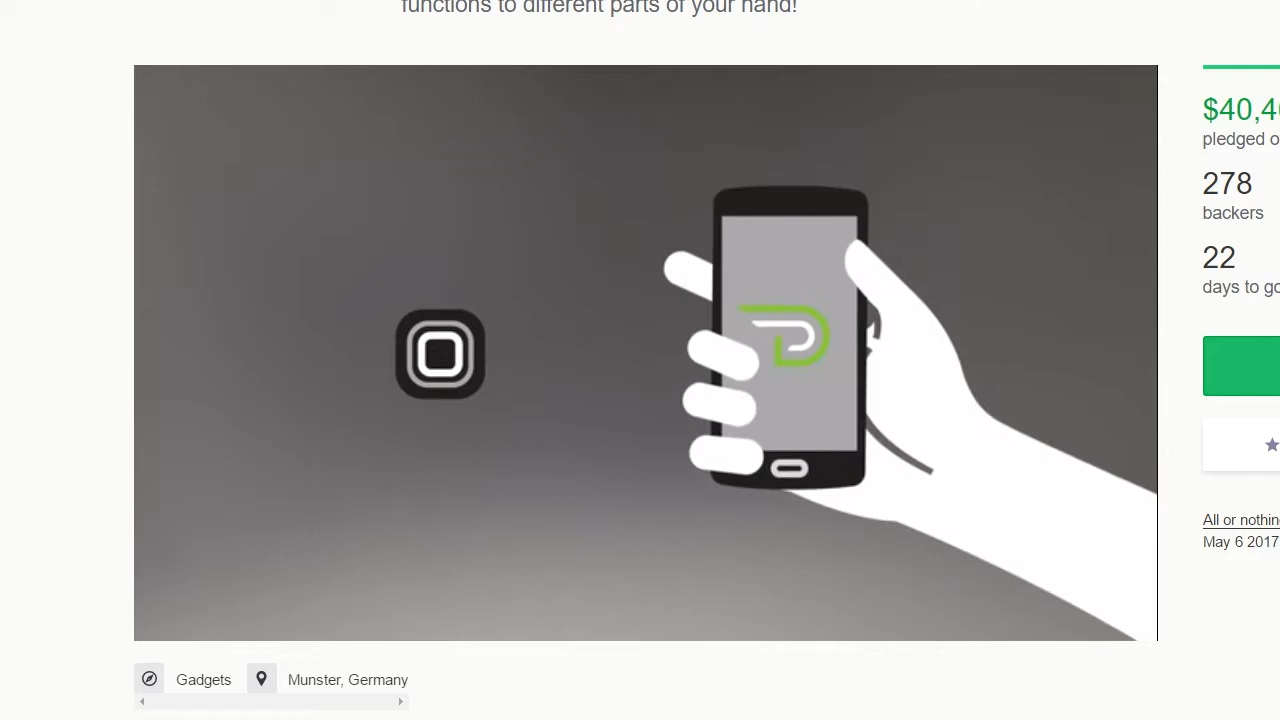 functions to different parts of your hand!
$40,4
pledged o
278
backers
22
days to go
All or nothin
May 6 2017
Gadgets
Munster, Germany